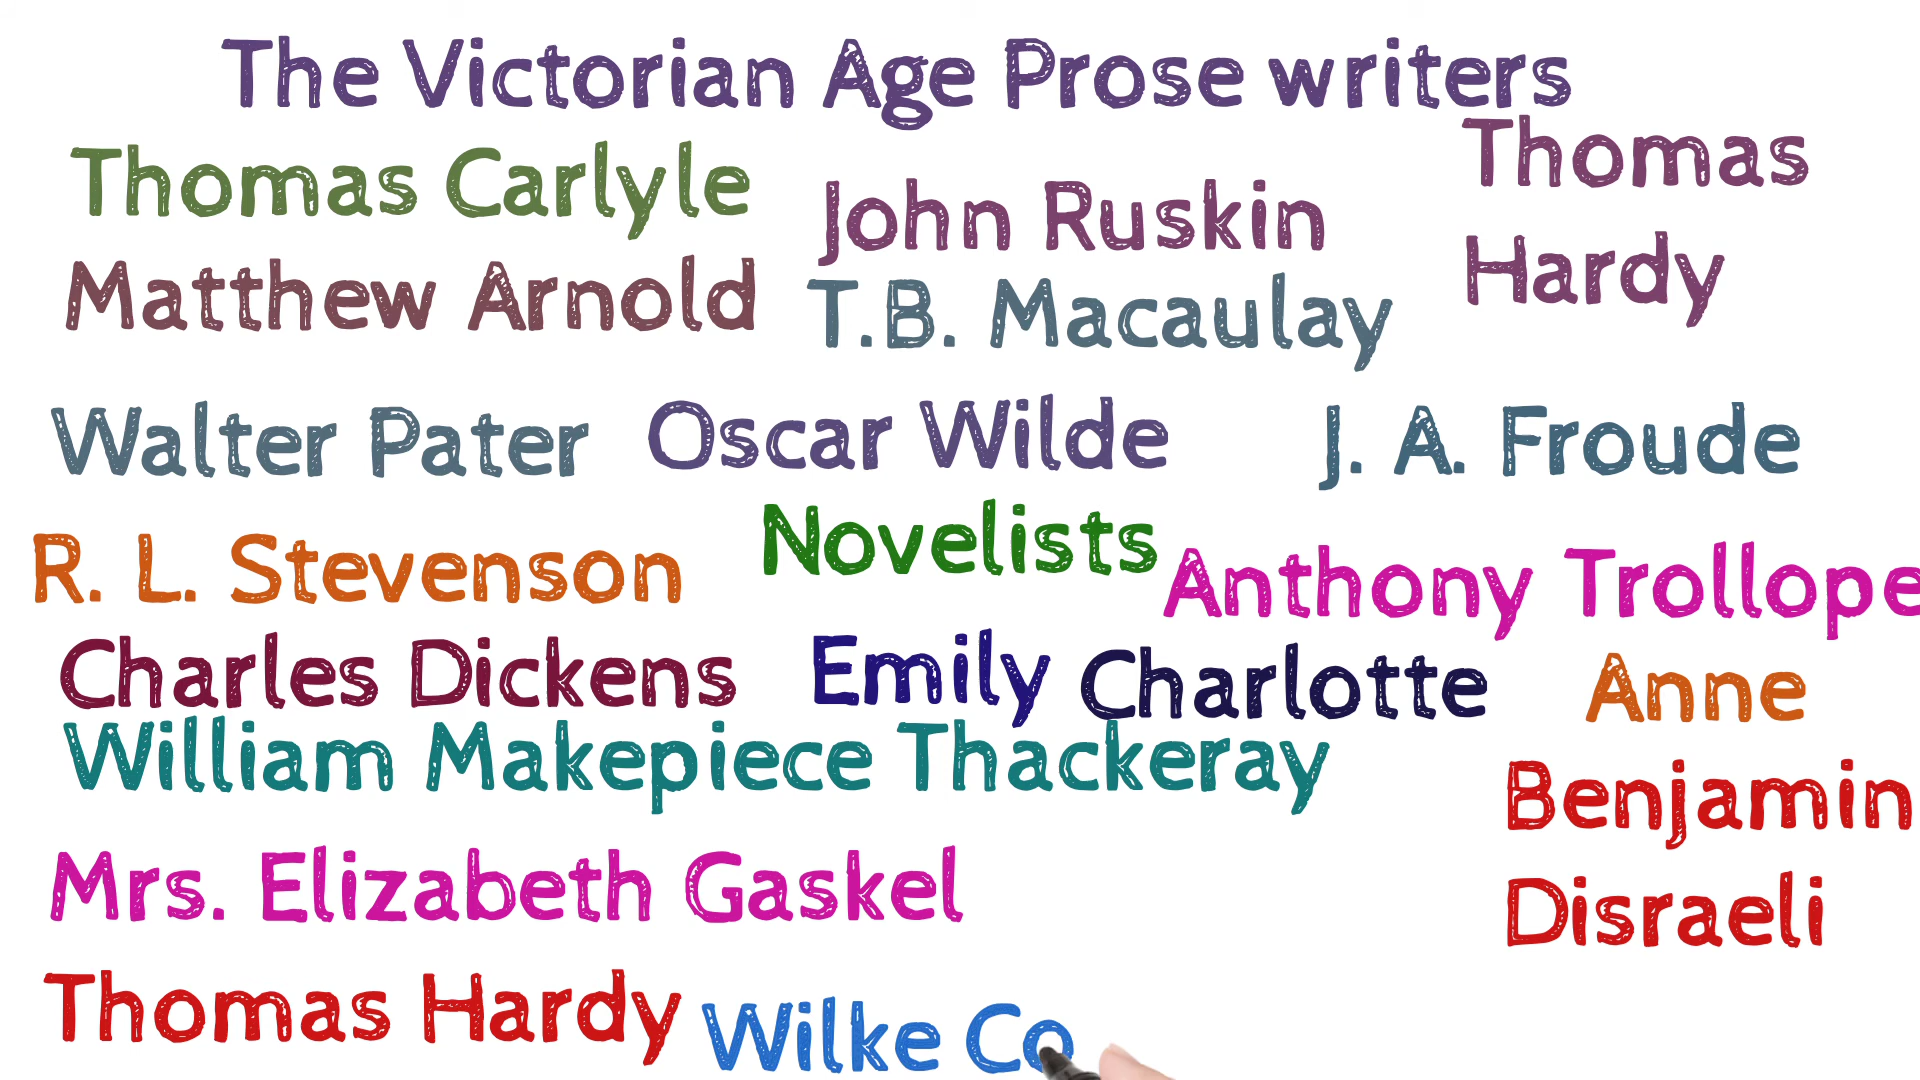 The Victorian Age Prose writers
Thomas Carlyle
John Ruskin
Thomas
Hardy
Matthew Arnold
T.B. Macaulay
Walter Pater
Oscar Wilde
J. A. Froude
R. L. Stevenson
Novelists
Anthony Trollope
Charles Dickens
Emily
Charlotte
Anne
William Makepiece Thackeray
Benjamin
Disraeli
Mrs. Elizabeth Gaskel
Thomas Hardy
Wilke Co